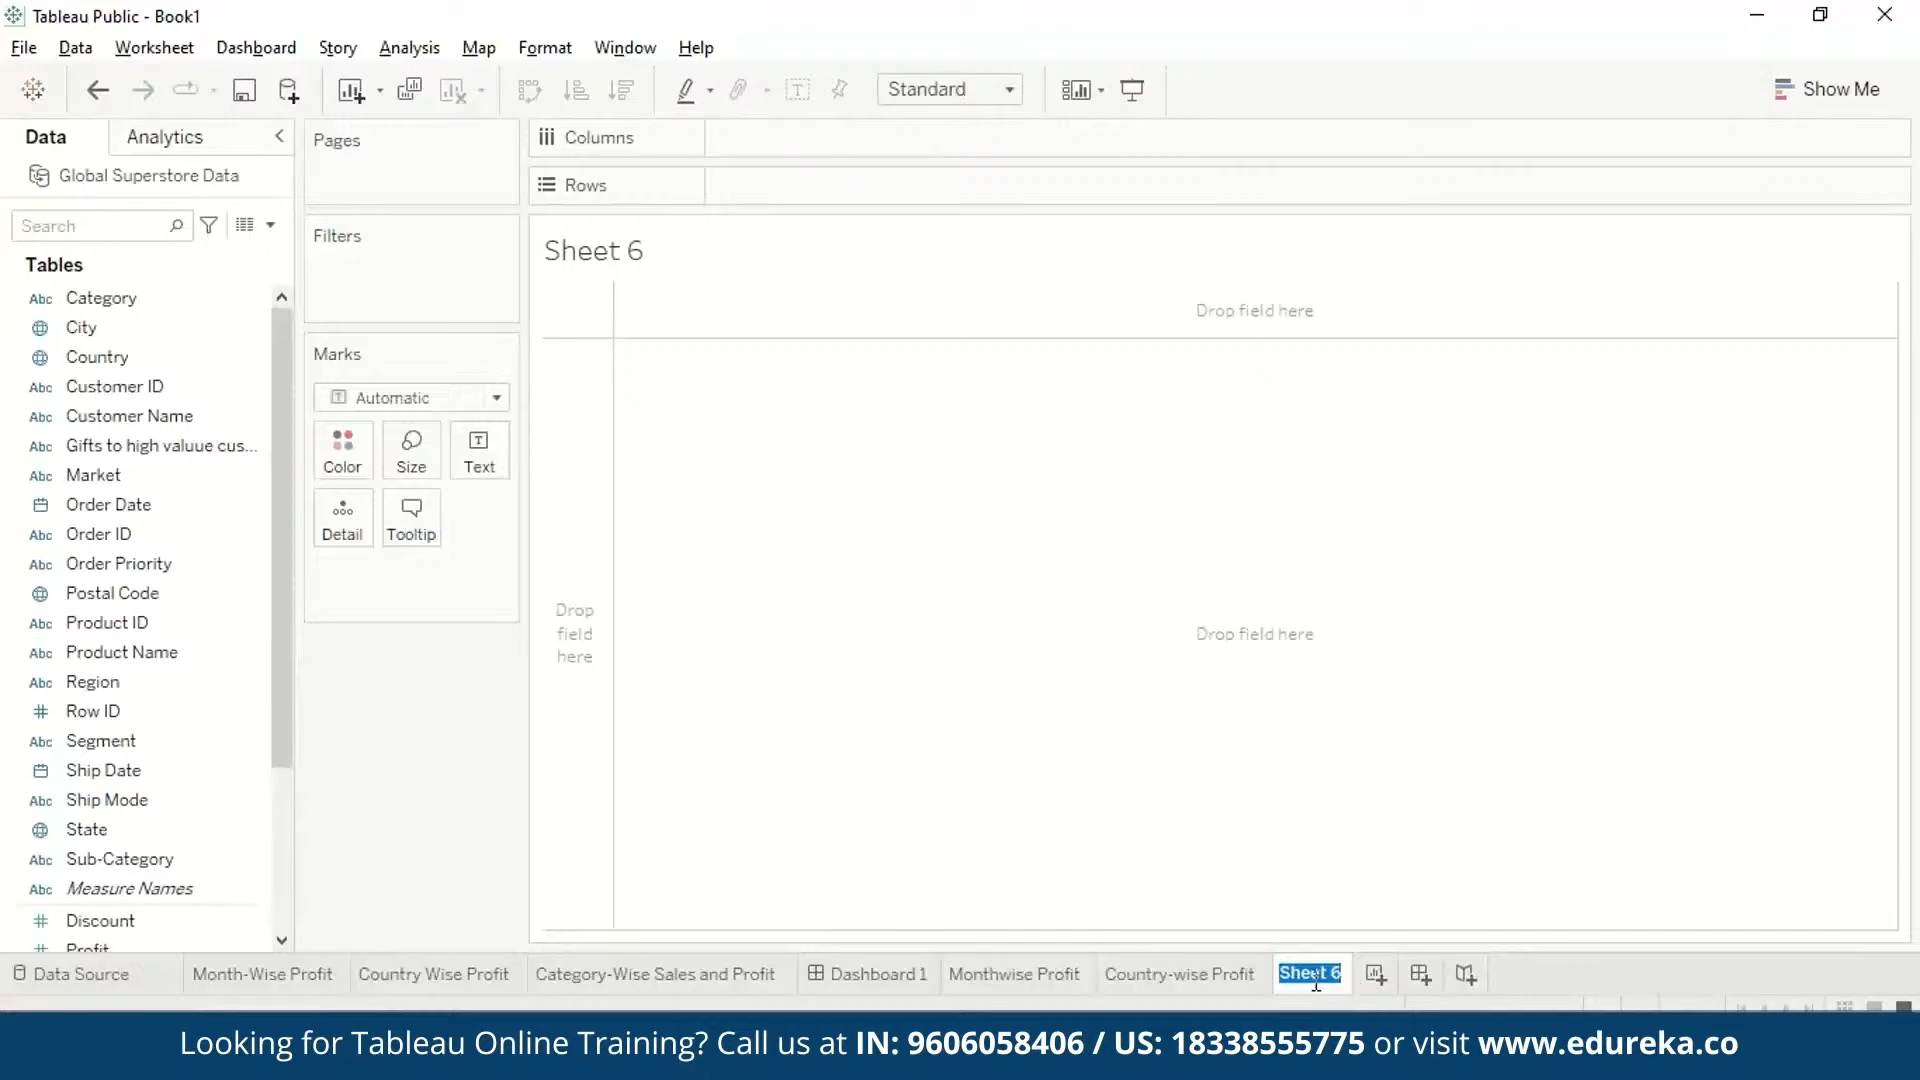 Tableau Public - Book1
File Data Worksheet Dashboard Story Analysis Map Format Window Help
Standard
Show Me
Data Analytics
Global Superstore Data
Search
Tables
Abc Category
City
Country
Abc Customer ID
Abc Customer Name
Abc Gifts to high valuue cus...
Abc Market
Order Date
Abc Order ID
Abc Order Priority
Postal Code
Abc Product ID
Abc Product Name
Abc Region
# Row ID
Abc Segment
Ship Date
Abc Ship Mode
State
Abc Sub-Category
Abc Measure Names
# Discount
# Profit
Pages
Filters
Marks
Automatic
Color Size Text
Detail Tooltip
Columns
Rows
Sheet 6
Drop field here
Drop
field
here
Drop field here
Data Source Month-Wise Profit Country Wise Profit Category-Wise Sales and Profit Dashboard 1 Monthwise Profit Country-wise Profit Sheet 6
Looking for Tableau Online Training? Call us at IN: 9606058406 / US: 18338555775 or visit www.edureka.co